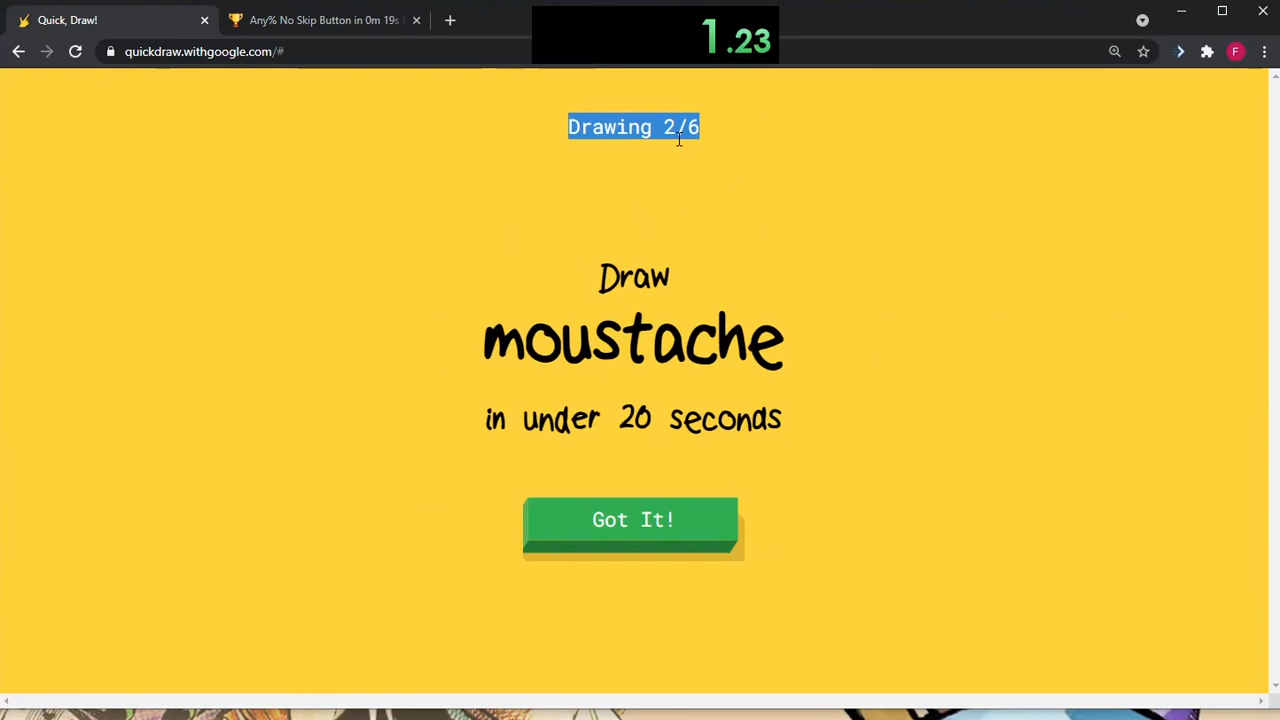 Quick, Draw!
Any% No Skip Button in 0m 19s
1.23
quickdraw.withgoogle.com/#
F
Drawing 2/6
Draw
moustache
in under 20 seconds
Got It!